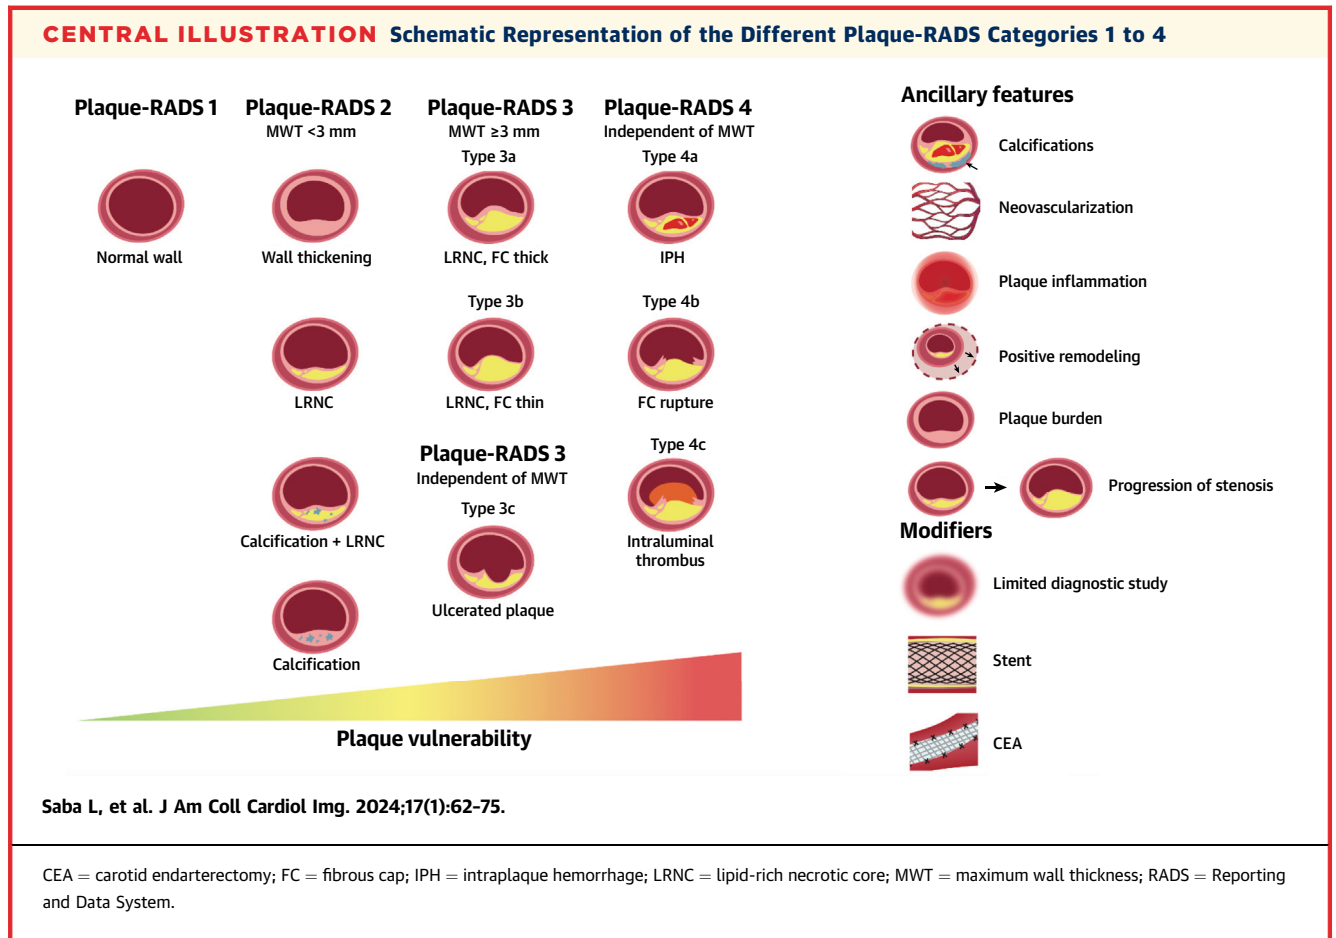 CENTRAL ILLUSTRATION Schematic Representation of the Different Plaque-RADS Categories 1 to 4
Plaque-RADS 1
Normal wall
Plaque-RADS 2
MWT <3 mm
Wall thickening
LRNC
Calcification + LRNC
Calcification
Plaque-RADS 3
MWT ≥3 mm
Type 3a
LRNC, FC thick
Type 3b
LRNC, FC thin
Plaque-RADS 3
Independent of MWT
Type 3c
Ulcerated plaque
Plaque-RADS 4
Independent of MWT
Type 4a
IPH
Type 4b
FC rupture
Type 4c
Intraluminal
thrombus
Plaque vulnerability
Ancillary features
Calcifications
Neovascularization
Plaque inflammation
Positive remodeling
Plaque burden
Progression of stenosis
Modifiers
Limited diagnostic study
Stent
CEA
Saba L, et al. J Am Coll Cardiol Img. 2024;17(1):62–75.
CEA = carotid endarterectomy; FC = fibrous cap; IPH = intraplaque hemorrhage; LRNC = lipid-rich necrotic core; MWT = maximum wall thickness; RADS = Reporting
and Data System.